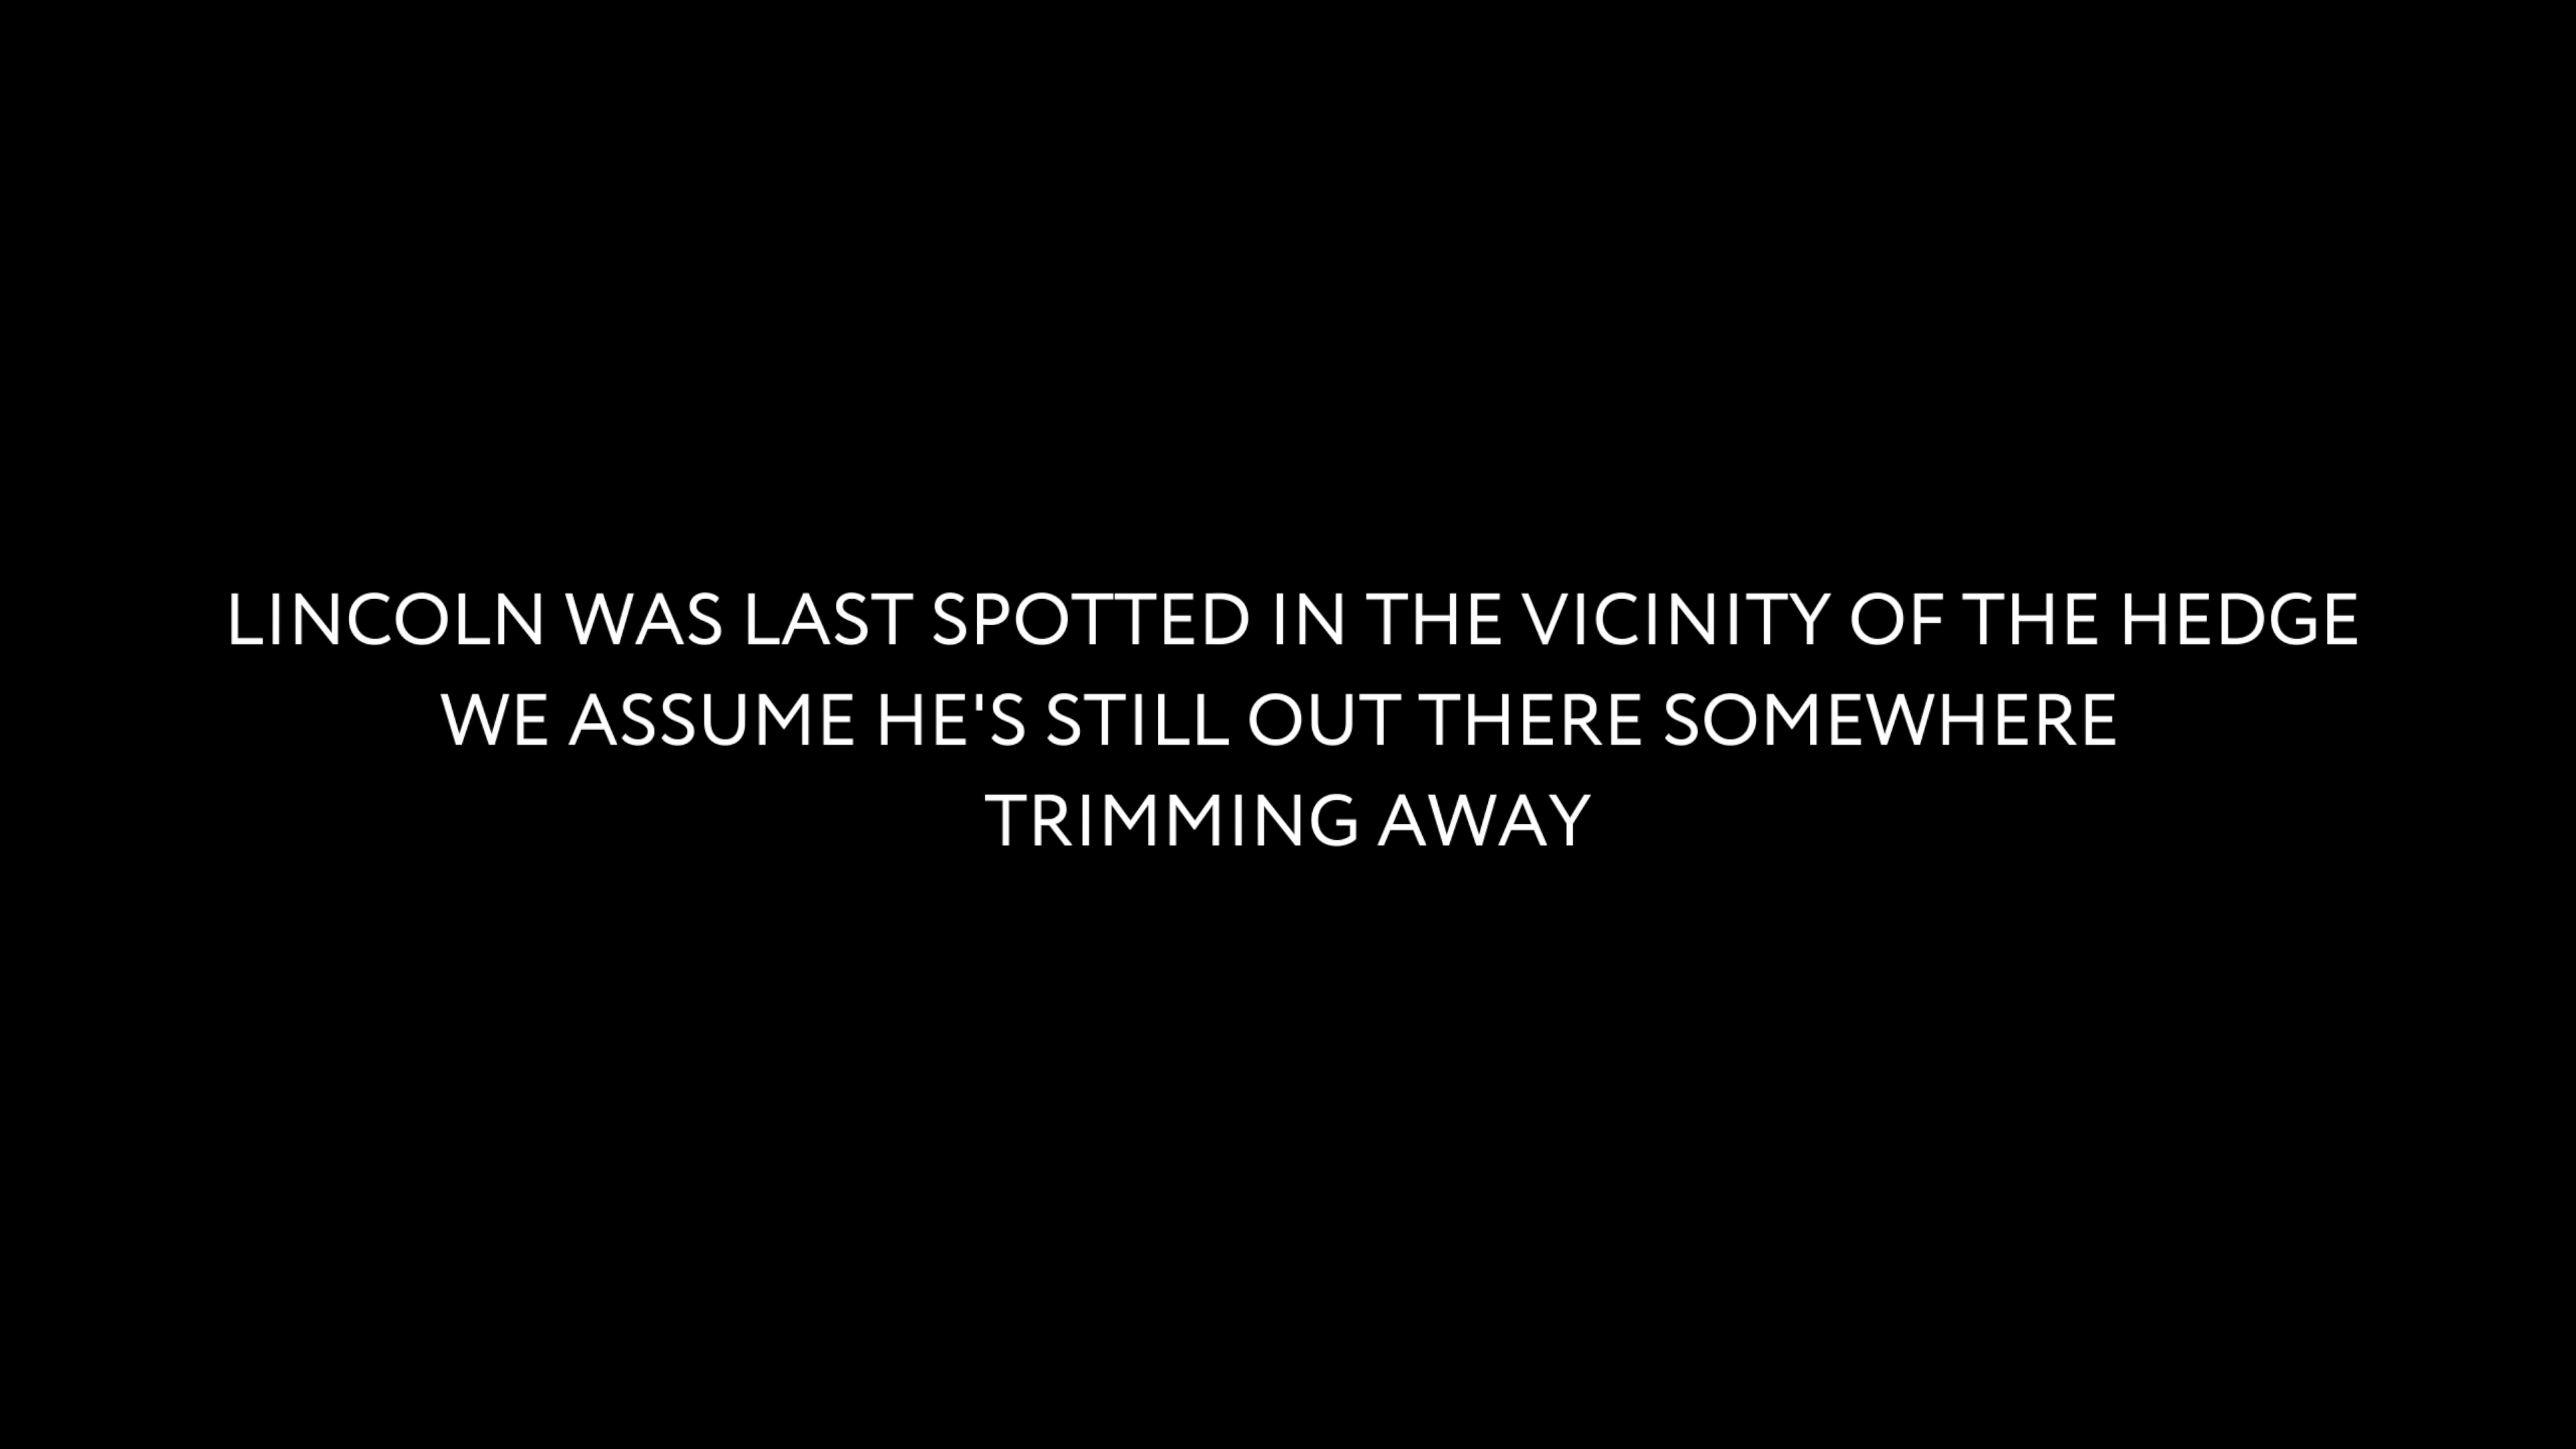 LINCOLN WAS LAST SPOTTED IN THE VICINITY OF THE HEDGE
WE ASSUME HE'S STILL OUT THERE SOMEWHERE
TRIMMING AWAY